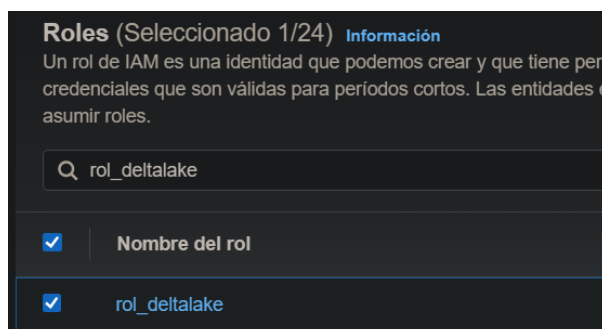 Roles (Seleccionado 1/24) Información
Un rol de IAM es una identidad que podemos crear y que tiene per
credenciales que son válidas para períodos cortos. Las entidades
asumir roles.
rol_deltalake
Nombre del rol
rol_deltalake